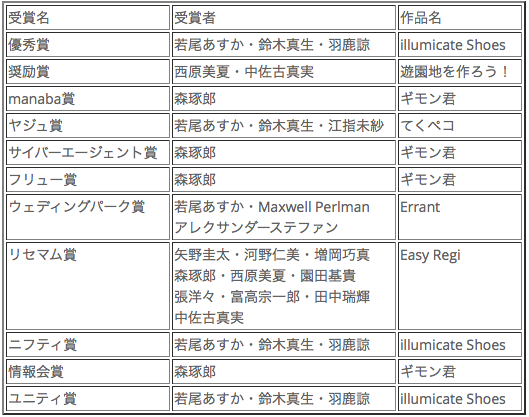 受賞名 受賞者 作品名
優秀賞 若尾あすか・鈴木真生・羽鹿諒 illumicate Shoes
奨励賞 西原美夏・中佐古真実 遊園地を作ろう！
manaba賞 森琢郎 ギモン君
ヤジュ賞 若尾あすか・鈴木真生・江指未紗 てくペコ
サイバーエージェント賞 森琢郎 ギモン君
フリュー賞 森琢郎 ギモン君
ウェディングパーク賞 若尾あすか・Maxwell Perlman Errant
アレクサンダーステファン
リセマム賞 矢野圭太・河野仁美・増岡巧真 Easy Regi
森琢郎・西原美夏・園田基貴
張洋々・富高宗一郎・田中瑞輝
中佐古真実
ニフティ賞 若尾あすか・鈴木真生・羽鹿諒 illumicate Shoes
情報会賞 森琢郎 ギモン君
ユニティ賞 若尾あすか・鈴木真生・羽鹿諒 illumicate Shoes